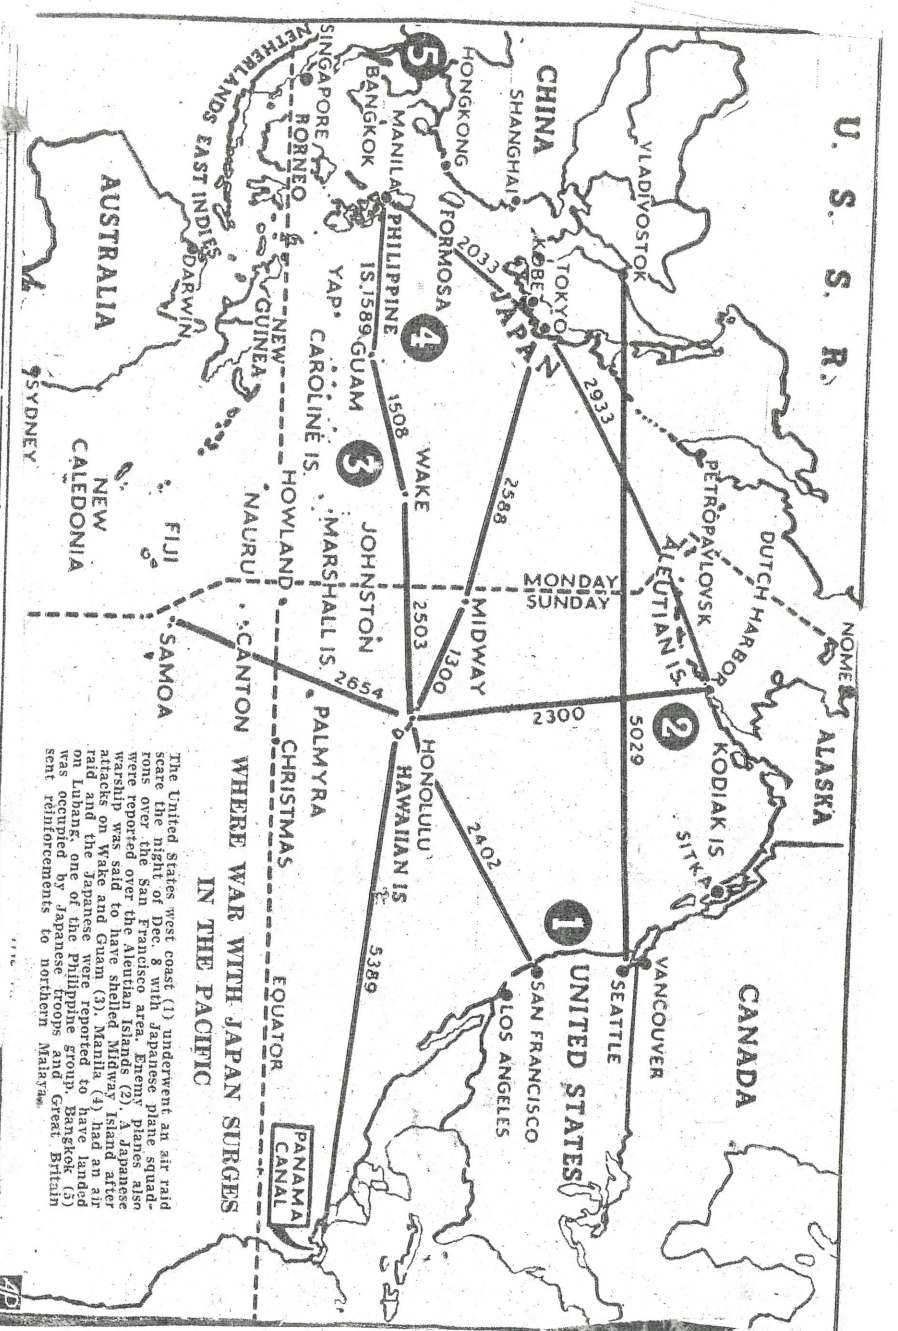 U. S. S. R.
ALASKA
CANADA
CHINA
NOME
VLADIVOSTOK
PETROPAVLOVSK
DUTCH HARBOR
ALEUTIAN IS.
KODIAK IS
SITKA
2
VANCOUVER
SEATTLE
UNITED STATES
1
SAN FRANCISCO
LOS ANGELES
SHANGHAI
HONGKONG
5
TOKYO
KOBE
JAPAN
FORMOSA
2033
2933
5029
2300
MONDAY
SUNDAY
2588
MIDWAY
1300
2402
HONOLULU
HAWAIIAN IS
5389
BANGKOK
MANILA
PHILIPPINE
IS.
1589
4
GUAM
1508
WAKE
2503
3
YAP
CAROLINE IS.
JOHNSTON
MARSHALL IS.
2654
PALMYRA
SINGAPORE
BORNEO
NETHERLANDS EAST INDIES
NEW
GUINEA
HOWLAND
NAURU
CANTON
CHRISTMAS
EQUATOR
PANAMA
CANAL
DARWIN
AUSTRALIA
SYDNEY
NEW
CALEDONIA
FIJI
SAMOA
WHERE WAR WITH JAPAN SURGES
IN THE PACIFIC
The United States west coast (1) underwent an air raid
scare the night of Dec. 8 with Japanese plane squad-
rons over the San Francisco area. Enemy planes also
were reported over the Aleutian Islands (2). A Japanese
warship was said to have shelled Midway Island after
attacks on Wake and Guam (3). Manila (4) had an air
raid and the Japanese were reported to have landed
on Lubang, one of the Philippine group. Bangkok (5)
was occupied by Japanese troops and Great Britain
sent reinforcements to northern Malaya.
AP